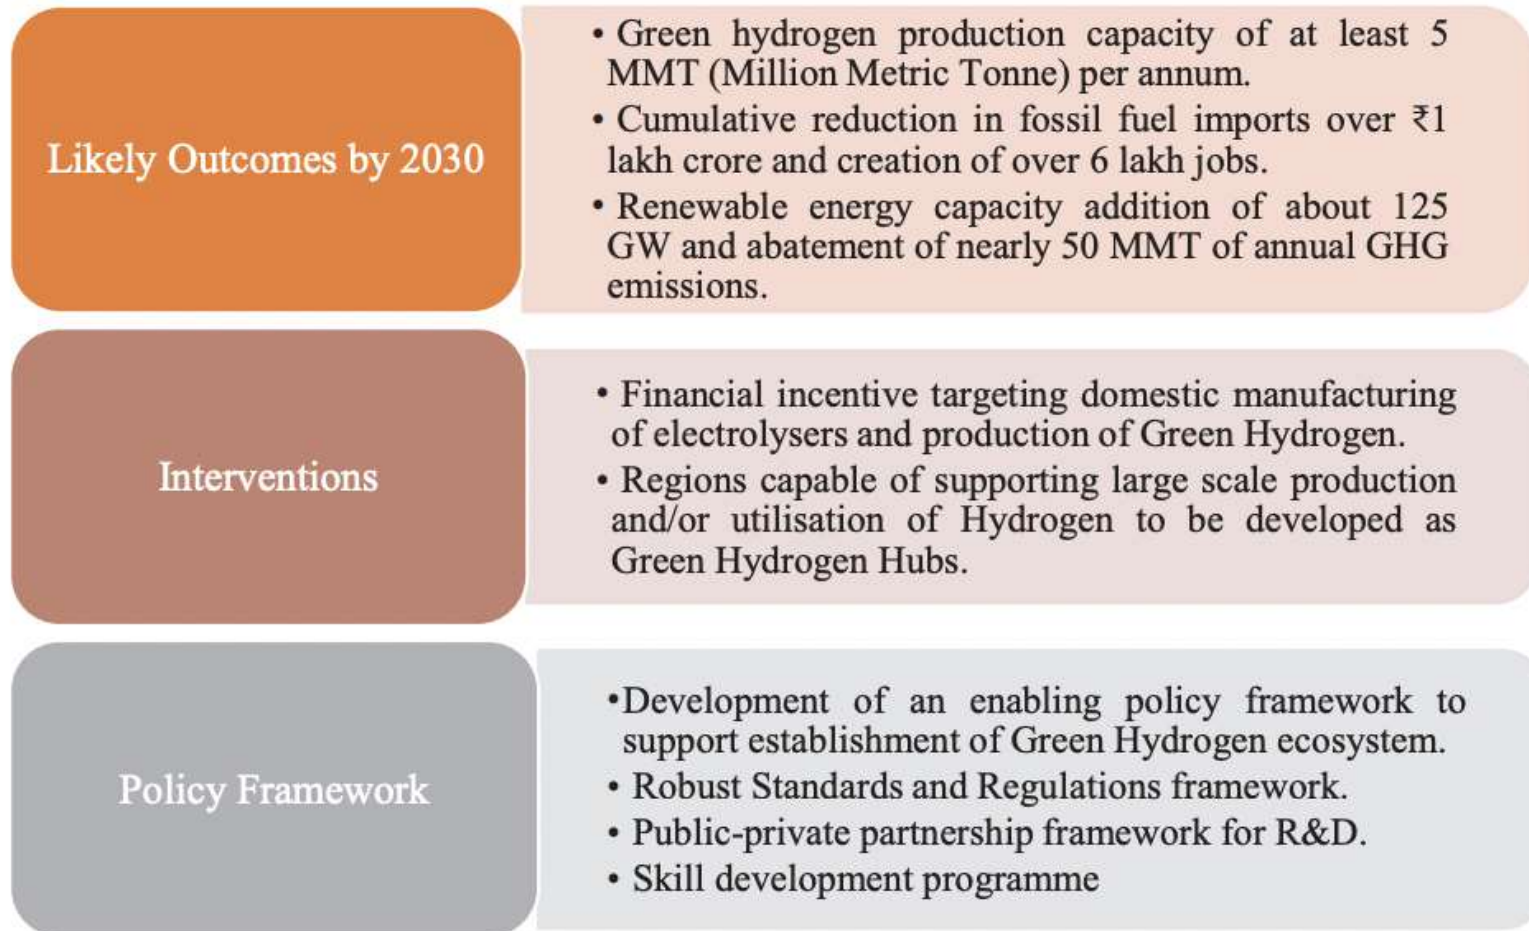 Likely Outcomes by 2030
• Green hydrogen production capacity of at least 5
MMT (Million Metric Tonne) per annum.
• Cumulative reduction in fossil fuel imports over ₹1
lakh crore and creation of over 6 lakh jobs.
• Renewable energy capacity addition of about 125
GW and abatement of nearly 50 MMT of annual GHG
emissions.
Interventions
• Financial incentive targeting domestic manufacturing
of electrolysers and production of Green Hydrogen.
• Regions capable of supporting large scale production
and/or utilisation of Hydrogen to be developed as
Green Hydrogen Hubs.
Policy Framework
•Development of an enabling policy framework to
support establishment of Green Hydrogen ecosystem.
• Robust Standards and Regulations framework.
• Public-private partnership framework for R&D.
• Skill development programme